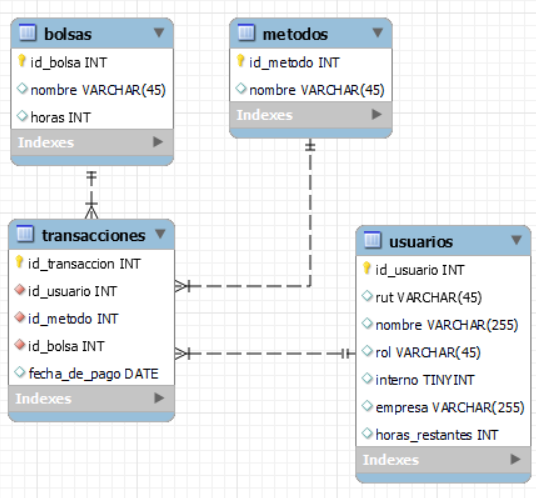 bolsas
id_bolsa INT
nombre VARCHAR(45)
horas INT
Indexes
metodos
id_metodo INT
nombre VARCHAR(45)
Indexes
transacciones
id_transaccion INT
id_usuario INT
id_metodo INT
id_bolsa INT
fecha_de_pago DATE
Indexes
usuarios
id_usuario INT
rut VARCHAR(45)
nombre VARCHAR(255)
rol VARCHAR(45)
interno TINYINT
empresa VARCHAR(255)
horas_restantes INT
Indexes